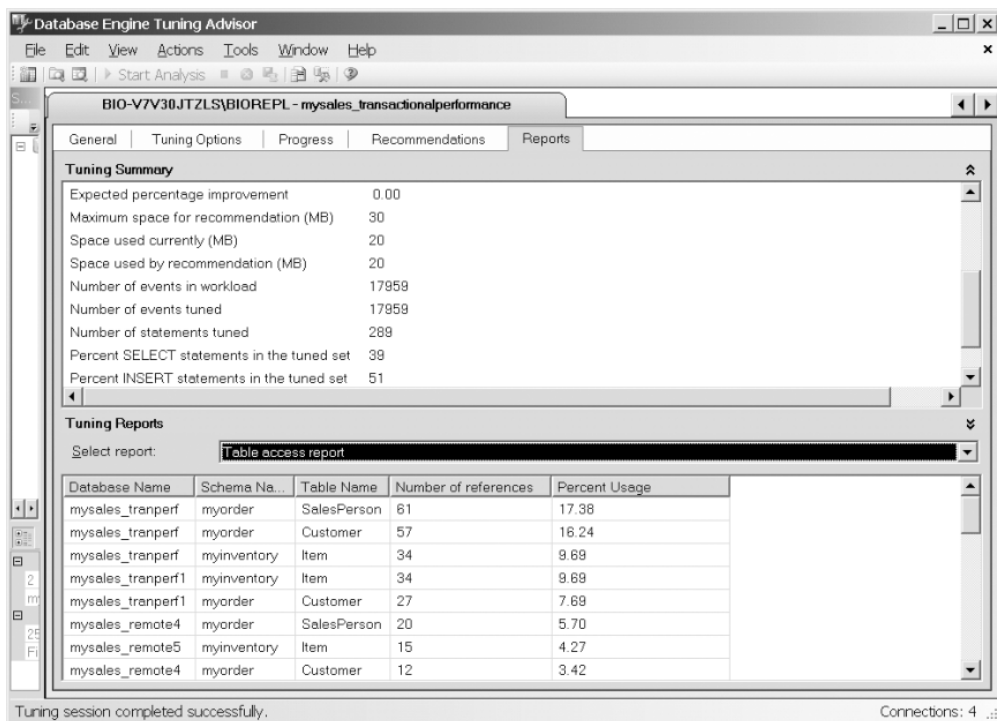 Database Engine Tuning Advisor
File Edit View Actions Tools Window Help
Start Analysis
S...
BIO-V7V30JTZLS\BIOREPL - mysales_transactionalperformance
General Tuning Options Progress Recommendations Reports
Tuning Summary
Expected percentage improvement 0.00
Maximum space for recommendation (MB) 30
Space used currently (MB) 20
Space used by recommendation (MB) 20
Number of events in workload 17959
Number of events tuned 17959
Number of statements tuned 289
Percent SELECT statements in the tuned set 39
Percent INSERT statements in the tuned set 51
Tuning Reports
Select report: Table access report
Database Name Schema Na... Table Name Number of references Percent Usage
mysales_tranperf myorder SalesPerson 61 17.38
mysales_tranperf myorder Customer 57 16.24
mysales_tranperf myinventory Item 34 9.69
mysales_tranperf1 myinventory Item 34 9.69
mysales_tranperf1 myorder Customer 27 7.69
mysales_remote4 myorder SalesPerson 20 5.70
mysales_remote5 myinventory Item 15 4.27
mysales_remote4 myorder Customer 12 3.42
Tuning session completed successfully. Connections: 4